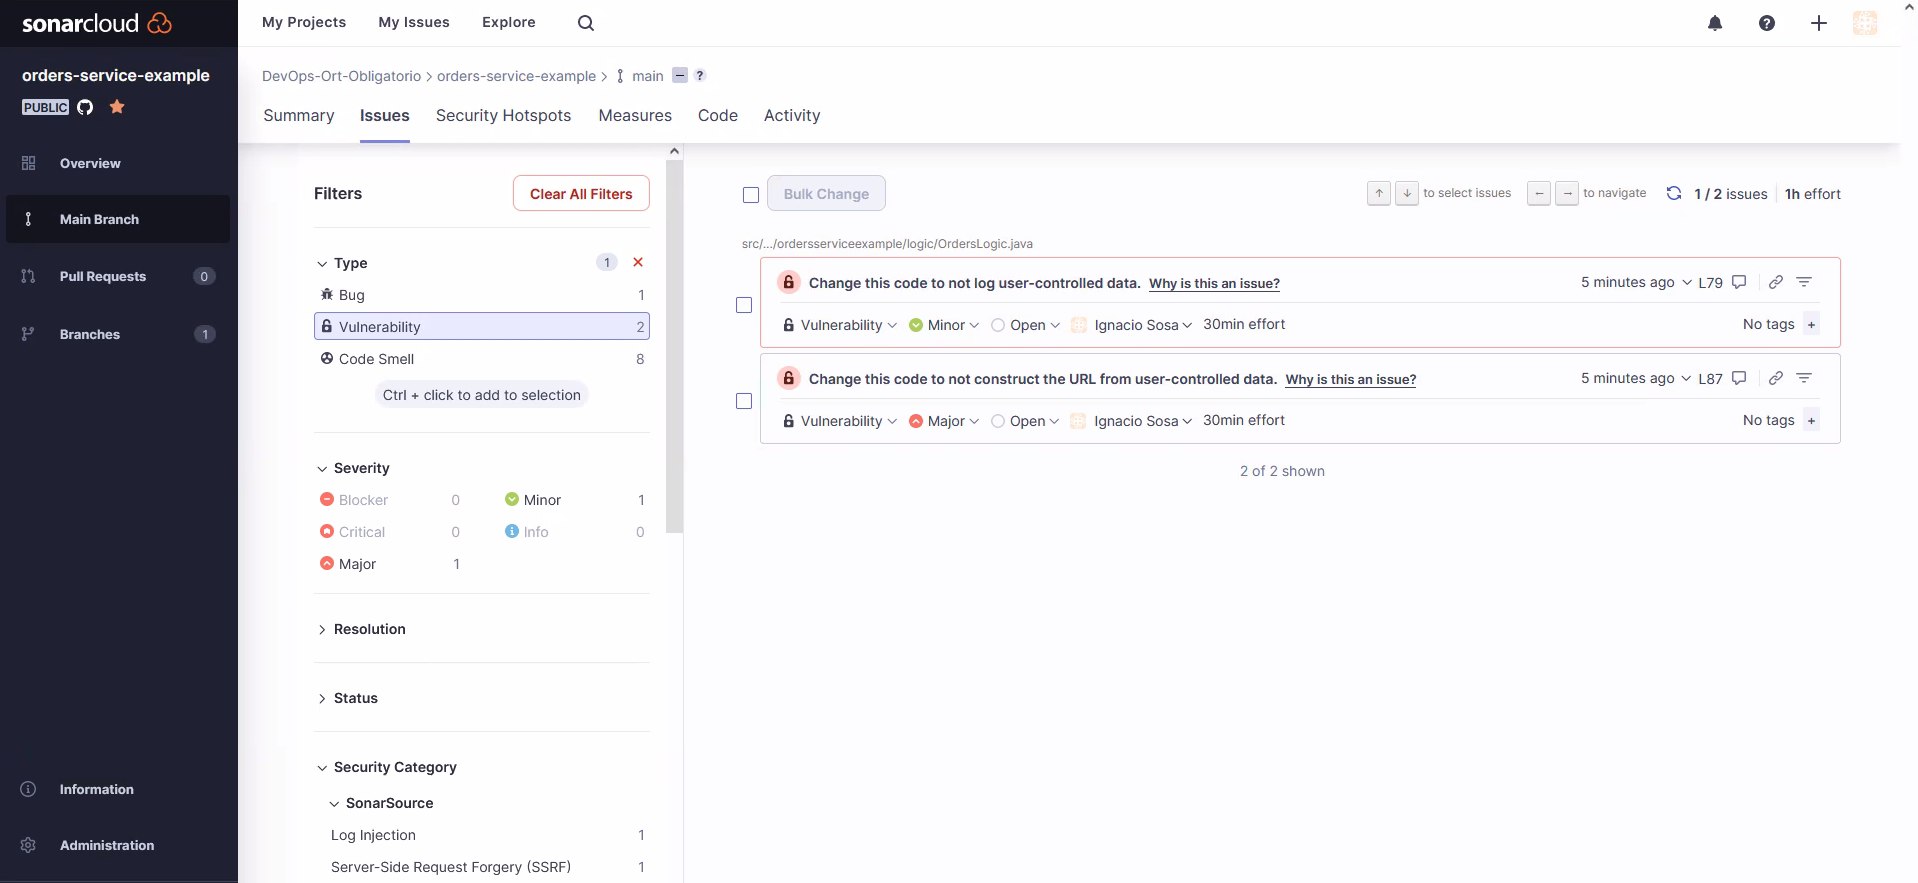 sonarcloud
My Projects My Issues Explore
orders-service-example
PUBLIC
Overview
Main Branch
Pull Requests 0
Branches 1
Information
Administration
DevOps-Ort-Obligatorio > orders-service-example > main ?
Summary Issues Security Hotspots Measures Code Activity
Filters Clear All Filters
Type 1
Bug 1
Vulnerability 2
Code Smell 8
Ctrl + click to add to selection
Severity
Blocker 0 Minor 1
Critical 0 Info 0
Major 1
Resolution
Status
Security Category
SonarSource
Log Injection 1
Server-Side Request Forgery (SSRF) 1
Bulk Change ↑ ↓ to select issues ← → to navigate 1 / 2 issues 1h effort
src/.../ordersserviceexample/logic/OrdersLogic.java
Change this code to not log user-controlled data. Why is this an issue? 5 minutes ago L79
Vulnerability Minor Open Ignacio Sosa 30min effort No tags +
Change this code to not construct the URL from user-controlled data. Why is this an issue? 5 minutes ago L87
Vulnerability Major Open Ignacio Sosa 30min effort No tags +
2 of 2 shown